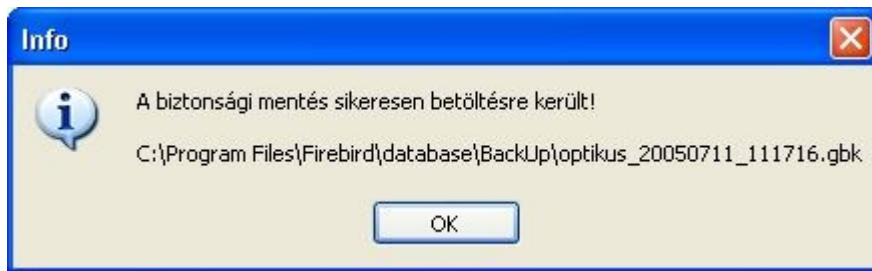 Info
A biztonsági mentés sikeresen betöltésre került!
C:\Program Files\Firebird\database\BackUp\optikus_20050711_111716.gbk
OK